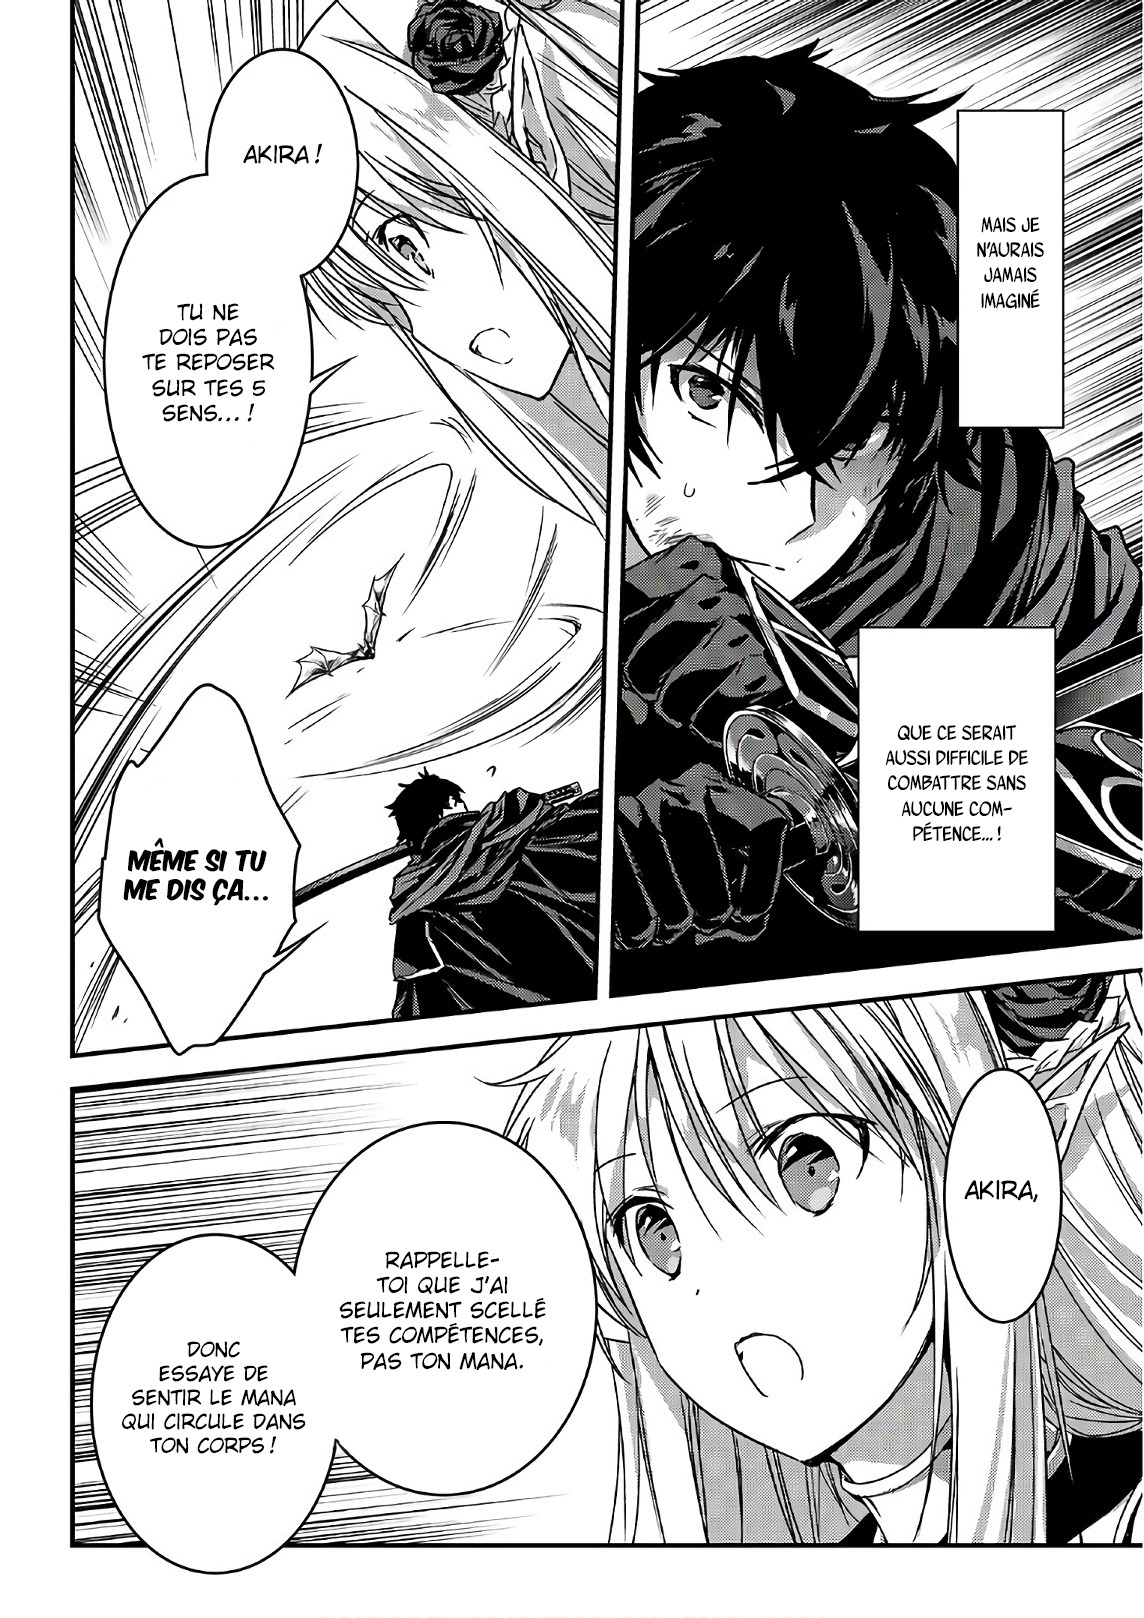 MAIS JE
N'AURAIS
JAMAIS
IMAGINÉ
QUE CE SERAIT
AUSSI DIFFICILE DE
COMBATTRE SANS
AUCUNE COM-
PÉTENCE...!
AKIRA!
TU NE
DOIS PAS
TE REPOSER
SUR TES 5
SENS...!
MÊME SI TU
ME DIS ÇA...
AKIRA,
RAPPELLE-
TOI QUE J'AI
SEULEMENT SCELLÉ
TES COMPÉTENCES,
PAS TON MANA.
DONC
ESSAYE DE
SENTIR LE MANA
QUI CIRCULE DANS
TON CORPS!